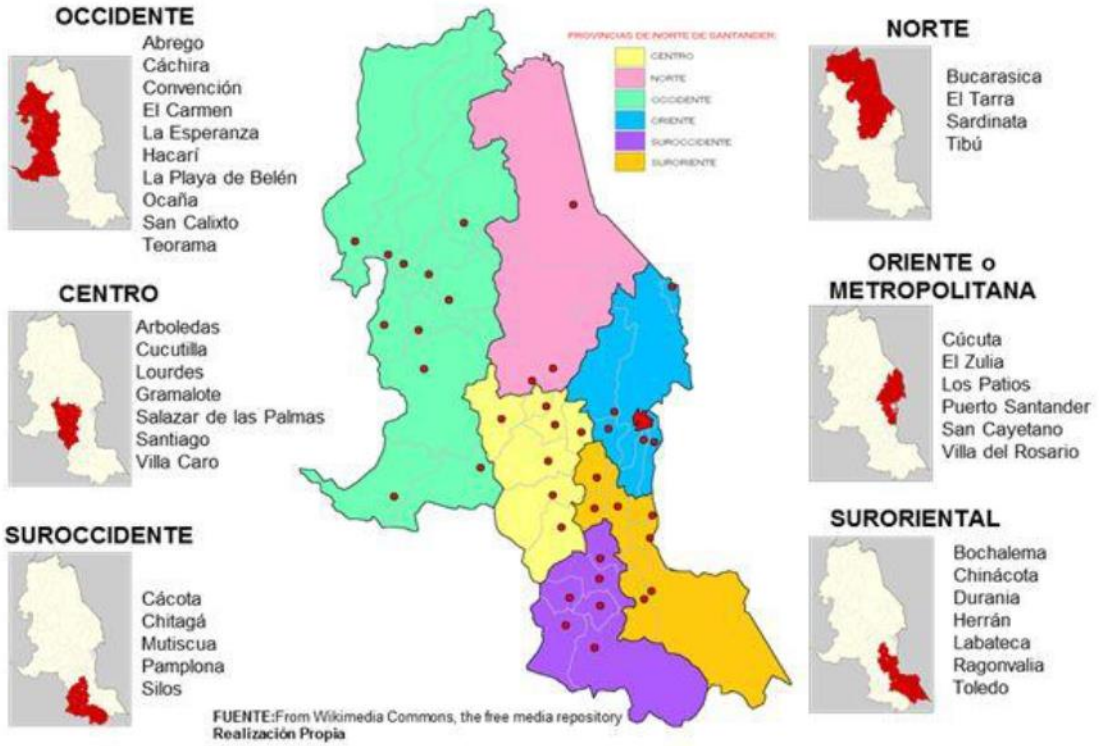 OCCIDENTE
Abrego
Cáchira
Convención
El Carmen
La Esperanza
Hacarí
La Playa de Belén
Ocaña
San Calixto
Teorama
CENTRO
Arboledas
Cucutilla
Lourdes
Gramalote
Salazar de las Palmas
Santiago
Villa Caro
SUROCCIDENTE
Cácota
Chitagá
Mutiscua
Pamplona
Silos
PROVINCIAS DE NORTE DE SANTANDER:
CENTRO
NORTE
OCCIDENTE
ORIENTE
SUROCCIDENTE
SURORIENTE
NORTE
Bucarasica
El Tarra
Sardinata
Tibú
ORIENTE o
METROPOLITANA
Cúcuta
El Zulia
Los Patios
Puerto Santander
San Cayetano
Villa del Rosario
SURORIENTAL
Bochalema
Chinácota
Durania
Herrán
Labateca
Ragonvalia
Toledo
FUENTE:From Wikimedia Commons, the free media repository
Realización Propia